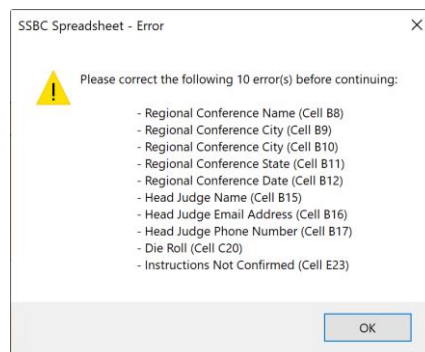 SSBC Spreadsheet - Error
Please correct the following 10 error(s) before continuing:
- Regional Conference Name (Cell B8)
- Regional Conference City (Cell B9)
- Regional Conference City (Cell B10)
- Regional Conference State (Cell B11)
- Regional Conference Date (Cell B12)
- Head Judge Name (Cell B15)
- Head Judge Email Address (Cell B16)
- Head Judge Phone Number (Cell B17)
- Die Roll (Cell C20)
- Instructions Not Confirmed (Cell E23)
OK